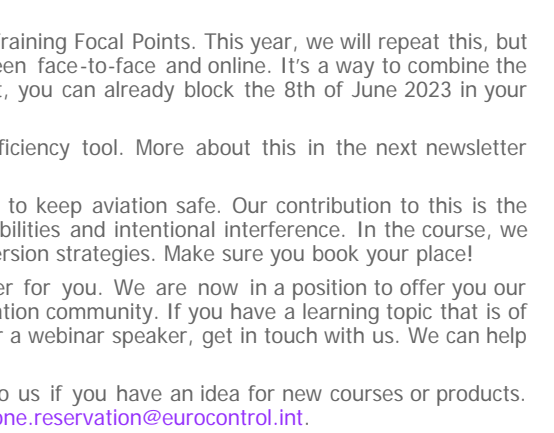 raining Focal Points. This year, we will repeat this, but
een face-to-face and online. It's a way to combine the
t, you can already block the 8th of June 2023 in your
ficiency tool. More about this in the next newsletter
to keep aviation safe. Our contribution to this is the
bilities and intentional interference. In the course, we
ersion strategies. Make sure you book your place!
er for you. We are now in a position to offer you our
ation community. If you have a learning topic that is of
r a webinar speaker, get in touch with us. We can help
o us if you have an idea for new courses or products.
one.reservation@eurocontrol.int.